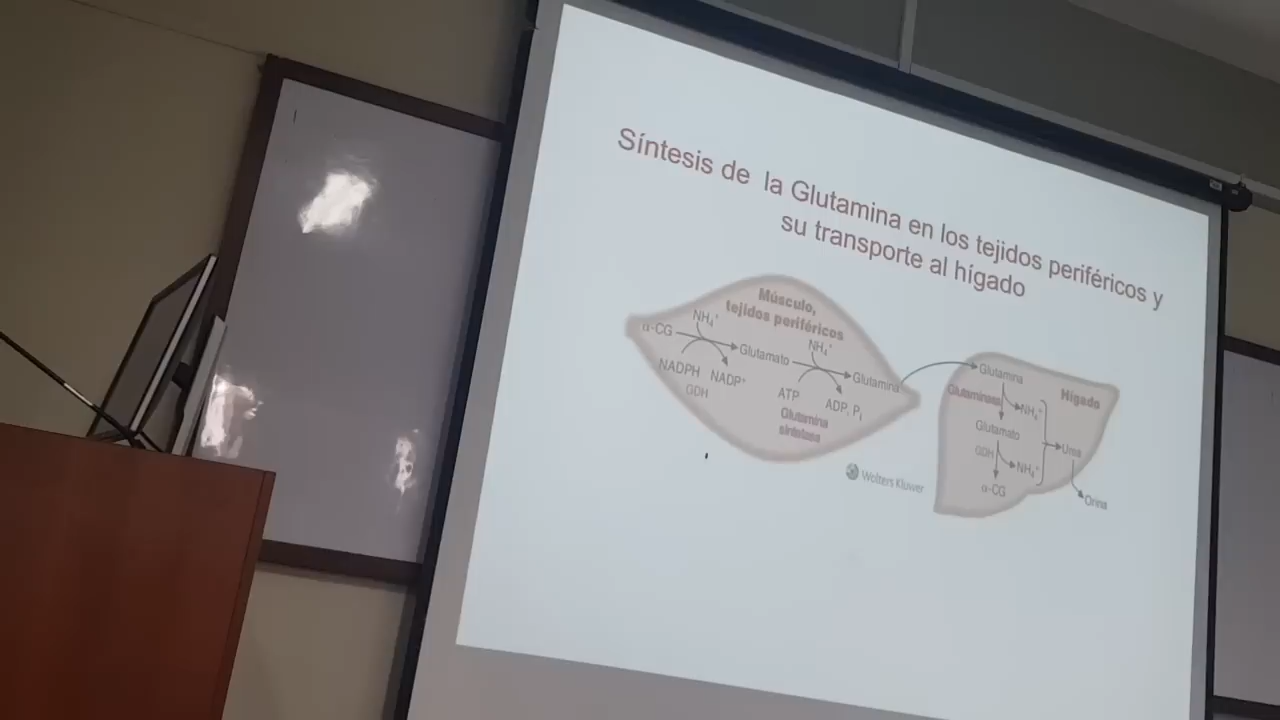 Síntesis de la Glutamina en los tejidos periféricos y
su transporte al hígado
Músculo,
tejidos periféricos
α-CG
NH₄⁺
Glutamato
NH₄⁺
Glutamina
NADPH
NADP⁺
GDH
ATP
ADP, Pᵢ
Glutamina
sintetasa
Wolters Kluwer
Hígado
Glutamina
Glutaminasa
NH₄⁺
Glutamato
GDH
NH₄⁺
α-CG
Urea
Orina